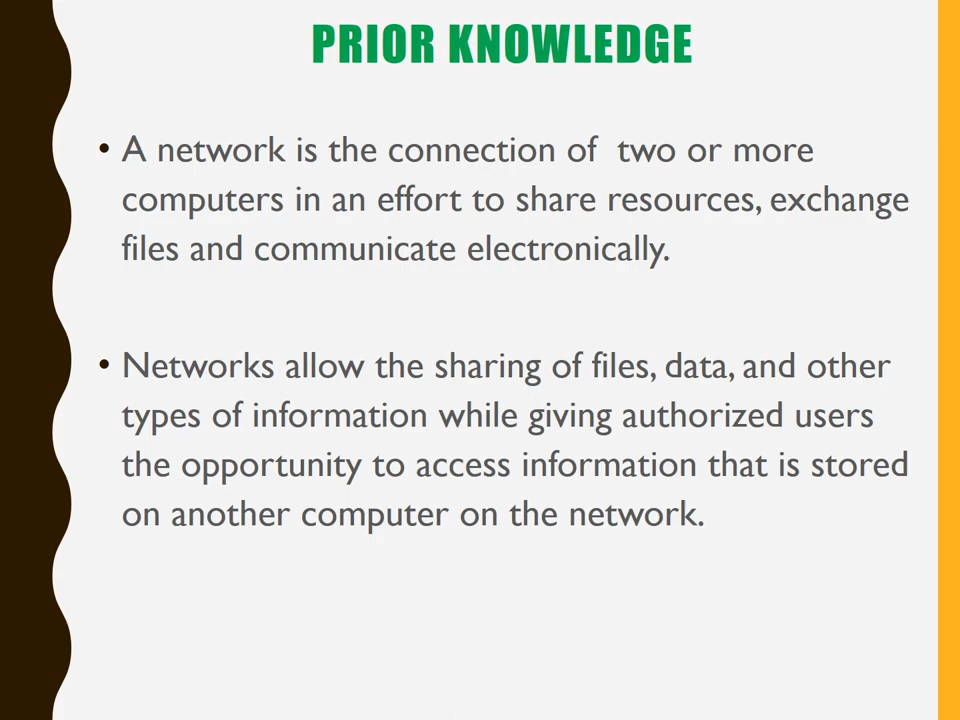 PRIOR KNOWLEDGE
• A network is the connection of  two or more
computers in an effort to share resources, exchange
files and communicate electronically.
• Networks allow the sharing of files, data, and other
types of information while giving authorized users
the opportunity to access information that is stored
on another computer on the network.